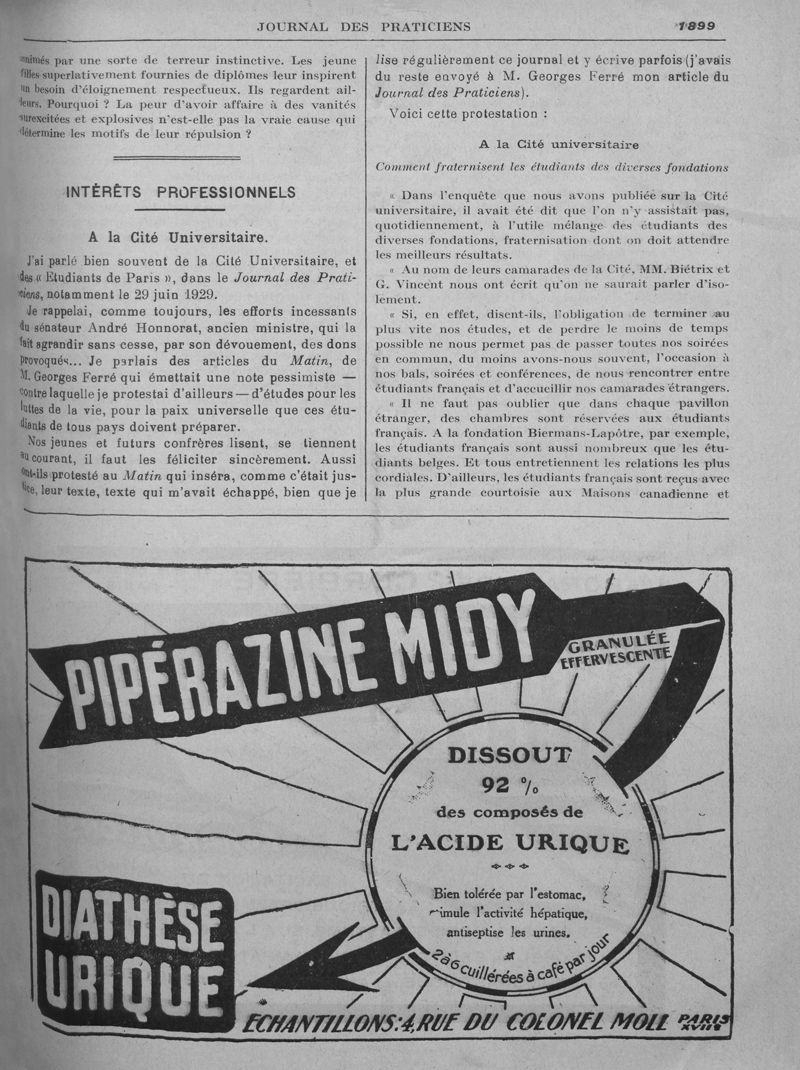 JOURNAL DES PRATICIENS
1899
par une sorte de terreur instinctive. Les jeune
filles superlativement fournies de diplômes leur inspirent
un besoin d'éloignement respectueux. Ils regardent ail-
leurs. Pourquoi ? La peur d'avoir affaire à des vanités
surexcitées et explosives n'est-elle pas la vraie cause qui
détermine les motifs de leur répulsion ?
INTÉRÊTS PROFESSIONNELS
A la Cité Universitaire.
J'ai parlé bien souvent de la Cité Universitaire, et
des « Etudiants de Paris », dans le Journal des Prati-
ciens, notamment le 29 juin 1929.
Je rappelai, comme toujours, les efforts incessants
du sénateur André Honnorat, ancien ministre, qui la
fait agrandir sans cesse, par son dévouement, des dons
provoqués... Je parlais des articles du Matin, de
M. Georges Ferré qui émettait une note pessimiste —
contre laquelle je protestai d'ailleurs — d'études pour les
luttes de la vie, pour la paix universelle que ces étu-
diants de tous pays doivent préparer.
Nos jeunes et futurs confrères lisent, se tiennent
au courant, il faut les féliciter sincèrement. Aussi
ont-ils protesté au Matin qui inséra, comme c'était jus-
tice, leur texte, texte qui m'avait échappé, bien que je
lise régulièrement ce journal et y écrive parfois (j'avais
du reste envoyé à M. Georges Ferré mon article du
Journal des Praticiens).
Voici cette protestation :
A la Cité universitaire
Comment fraternisent les étudiants des diverses fondations
« Dans l'enquête que nous avons publiée sur la Cité
universitaire, il avait été dit que l'on n'y assistait pas,
quotidiennement, à l'utile mélange des étudiants des
diverses fondations, fraternisation dont on doit attendre
les meilleurs résultats.
« Au nom de leurs camarades de la Cité, MM. Biétrix et
G. Vincent nous ont écrit qu'on ne saurait parler d'iso-
lement.
« Si, en effet, disent-ils, l'obligation de terminer au
plus vite nos études, et de perdre le moins de temps
possible ne nous permet pas de passer toutes nos soirées
en commun, du moins avons-nous souvent, l'occasion à
nos bals, soirées et conférences, de nous rencontrer entre
étudiants français et d'accueillir nos camarades étrangers.
« Il ne faut pas oublier que dans chaque pavillon
étranger, des chambres sont réservées aux étudiants
français. A la fondation Biermans-Lapôtre, par exemple,
les étudiants français sont aussi nombreux que les étu-
diants belges. Et tous entretiennent les relations les plus
cordiales. D'ailleurs, les étudiants français sont reçus avec
la plus grande courtoisie aux Maisons canadienne et
PIPÉRAZINE MIDY
GRANULÉE
EFFERVESCENTE
DISSOUT
92 %
des composés de
L'ACIDE URIQUE
Bien tolérée par l'estomac,
l'activité hépatique,
antiseptise les urines.
2 à 6 cuillérées à café par jour
DIATHÈSE
URIQUE
ECHANTILLONS: 4, RUE DU COLONEL MOLL PARIS